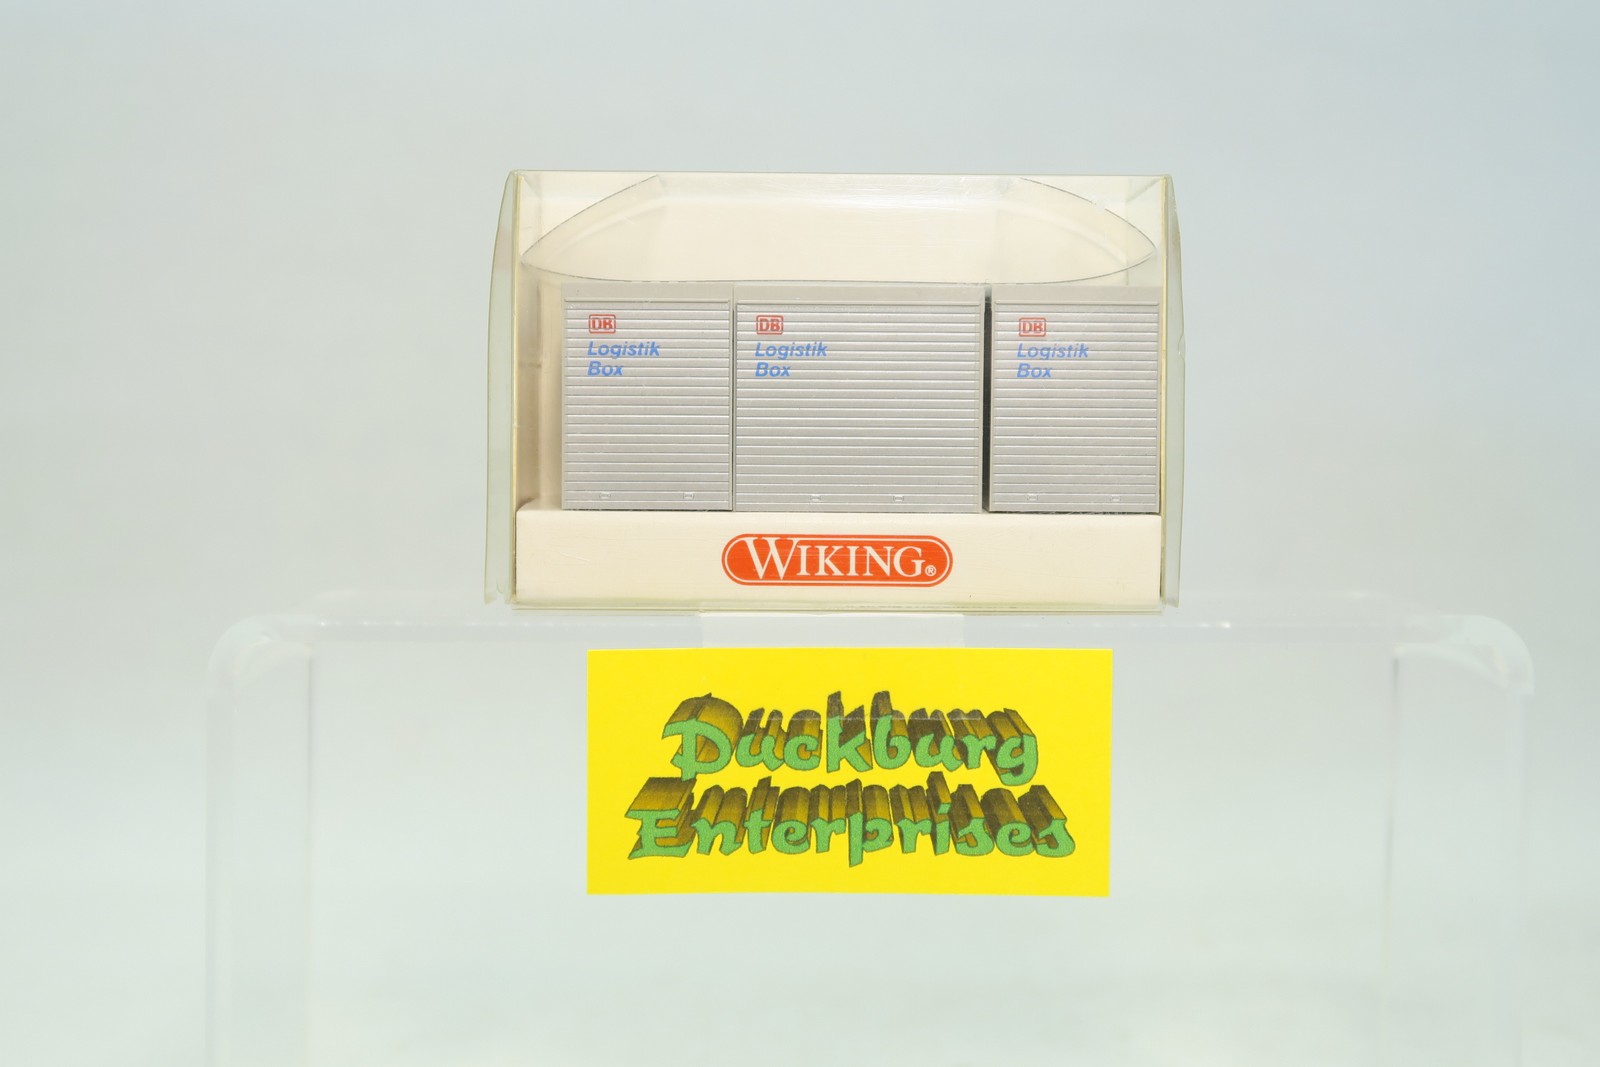 DB
Logistik
Box
DB
Logistik
Box
DB
Logistik
Box
WIKING®
Duckburg
Enterprises